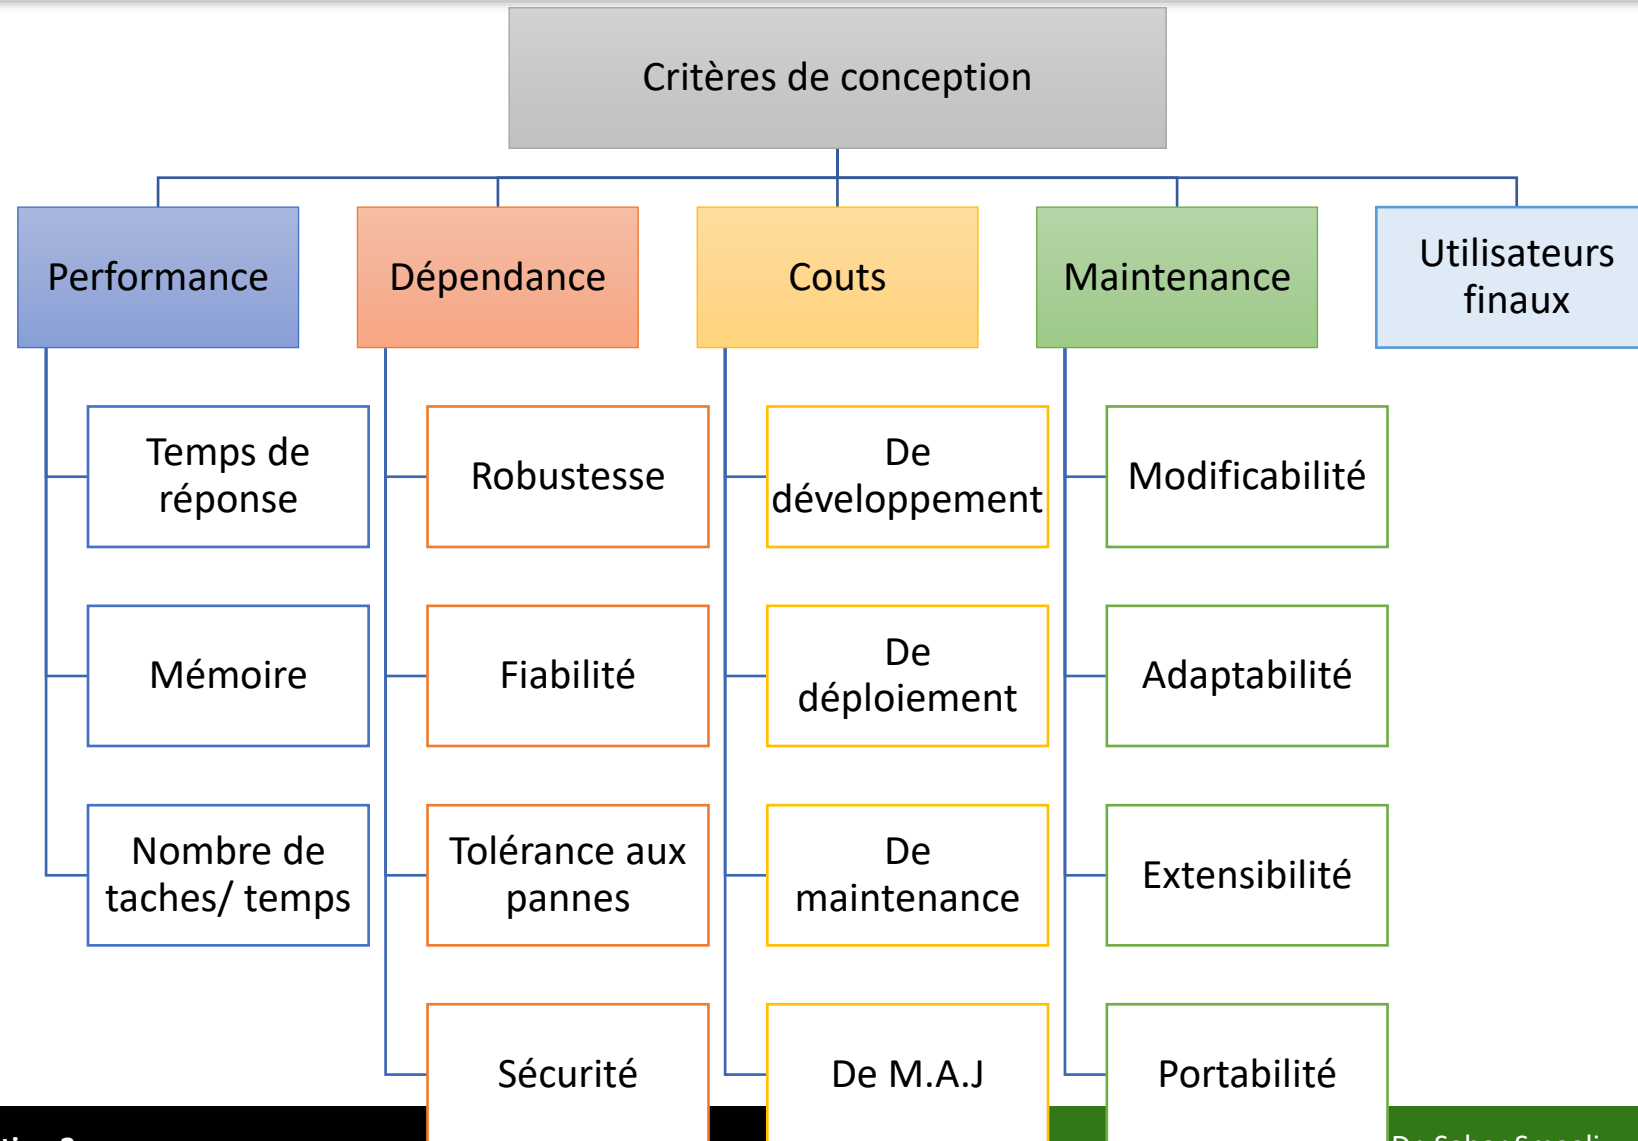 Critères de conception
Performance
Dépendance
Couts
Maintenance
Utilisateurs
finaux
Temps de
réponse
Robustesse
De
développement
Modificabilité
Mémoire
Fiabilité
De
déploiement
Adaptabilité
Nombre de
taches/ temps
Tolérance aux
pannes
De
maintenance
Extensibilité
Sécurité
De M.A.J
Portabilité